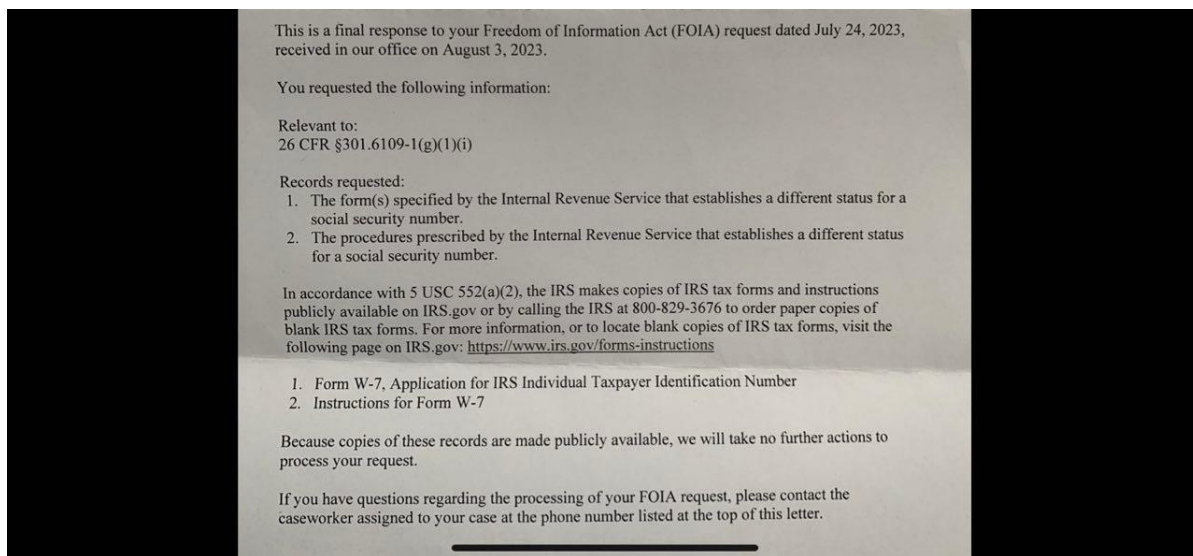 This is a final response to your Freedom of Information Act (FOIA) request dated July 24, 2023,
received in our office on August 3, 2023.
You requested the following information:
Relevant to:
26 CFR §301.6109-1(g)(1)(i)
Records requested:
1. The form(s) specified by the Internal Revenue Service that establishes a different status for a
social security number.
2. The procedures prescribed by the Internal Revenue Service that establishes a different status
for a social security number.
In accordance with 5 USC 552(a)(2), the IRS makes copies of IRS tax forms and instructions
publicly available on IRS.gov or by calling the IRS at 800-829-3676 to order paper copies of
blank IRS tax forms. For more information, or to locate blank copies of IRS tax forms, visit the
following page on IRS.gov: https://www.irs.gov/forms-instructions
1. Form W-7, Application for IRS Individual Taxpayer Identification Number
2. Instructions for Form W-7
Because copies of these records are made publicly available, we will take no further actions to
process your request.
If you have questions regarding the processing of your FOIA request, please contact the
caseworker assigned to your case at the phone number listed at the top of this letter.